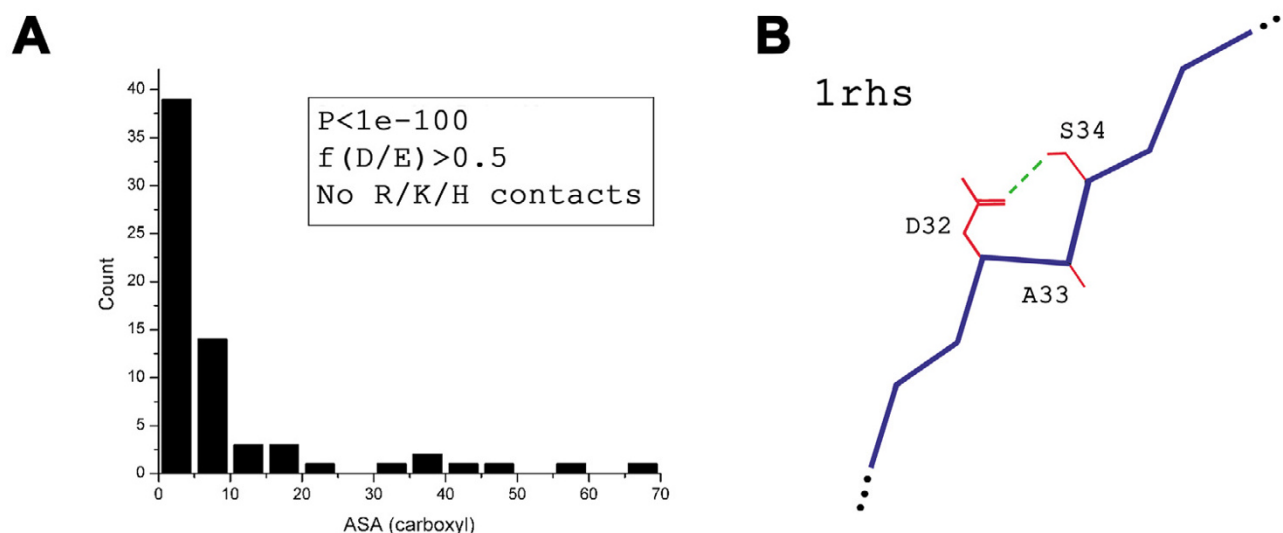 A
40
35
30
25
20
15
10
5
0
Count
0 10 20 30 40 50 60 70
ASA (carboxyl)
P<1e-100
f(D/E)>0.5
No R/K/H contacts
B
1rhs
S34
D32
A33